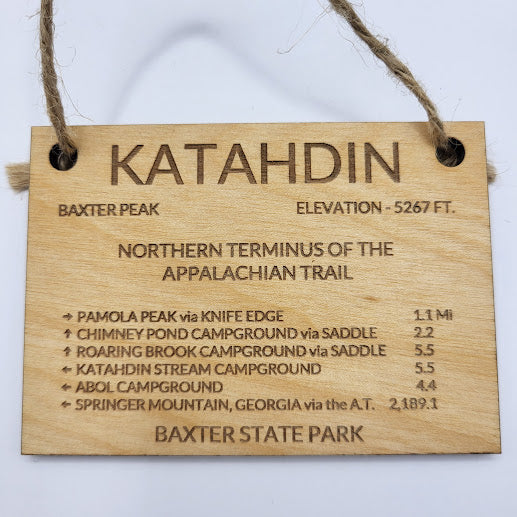 KATAHDIN
BAXTER PEAK ELEVATION - 5267 FT.
NORTHERN TERMINUS OF THE
APPALACHIAN TRAIL
→ PAMOLA PEAK via KNIFE EDGE 1.1 Mi
↑ CHIMNEY POND CAMPGROUND via SADDLE 2.2
↑ ROARING BROOK CAMPGROUND via SADDLE 5.5
← KATAHDIN STREAM CAMPGROUND 5.5
← ABOL CAMPGROUND 4.4
← SPRINGER MOUNTAIN, GEORGIA via the A.T. 2,189.1
BAXTER STATE PARK